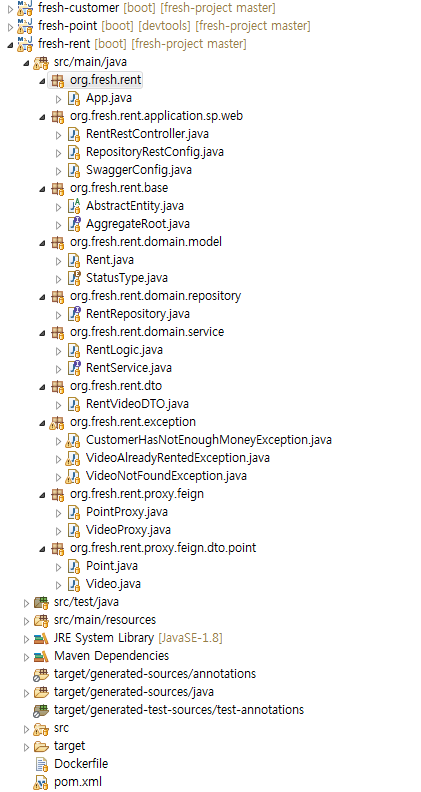 fresh-customer [boot] [fresh-project master]
fresh-point [boot] [devtools] [fresh-project master]
fresh-rent [boot] [fresh-project master]
src/main/java
org.fresh.rent
App.java
org.fresh.rent.application.sp.web
RentRestController.java
RepositoryRestConfig.java
SwaggerConfig.java
org.fresh.rent.base
AbstractEntity.java
AggregateRoot.java
org.fresh.rent.domain.model
Rent.java
StatusType.java
org.fresh.rent.domain.repository
RentRepository.java
org.fresh.rent.domain.service
RentLogic.java
RentService.java
org.fresh.rent.dto
RentVideoDTO.java
org.fresh.rent.exception
CustomerHasNotEnoughMoneyException.java
VideoAlreadyRentedException.java
VideoNotFoundException.java
org.fresh.rent.proxy.feign
PointProxy.java
VideoProxy.java
org.fresh.rent.proxy.feign.dto.point
Point.java
Video.java
src/test/java
src/main/resources
JRE System Library [JavaSE-1.8]
Maven Dependencies
target/generated-sources/annotations
target/generated-sources/java
target/generated-test-sources/test-annotations
src
target
Dockerfile
pom.xml